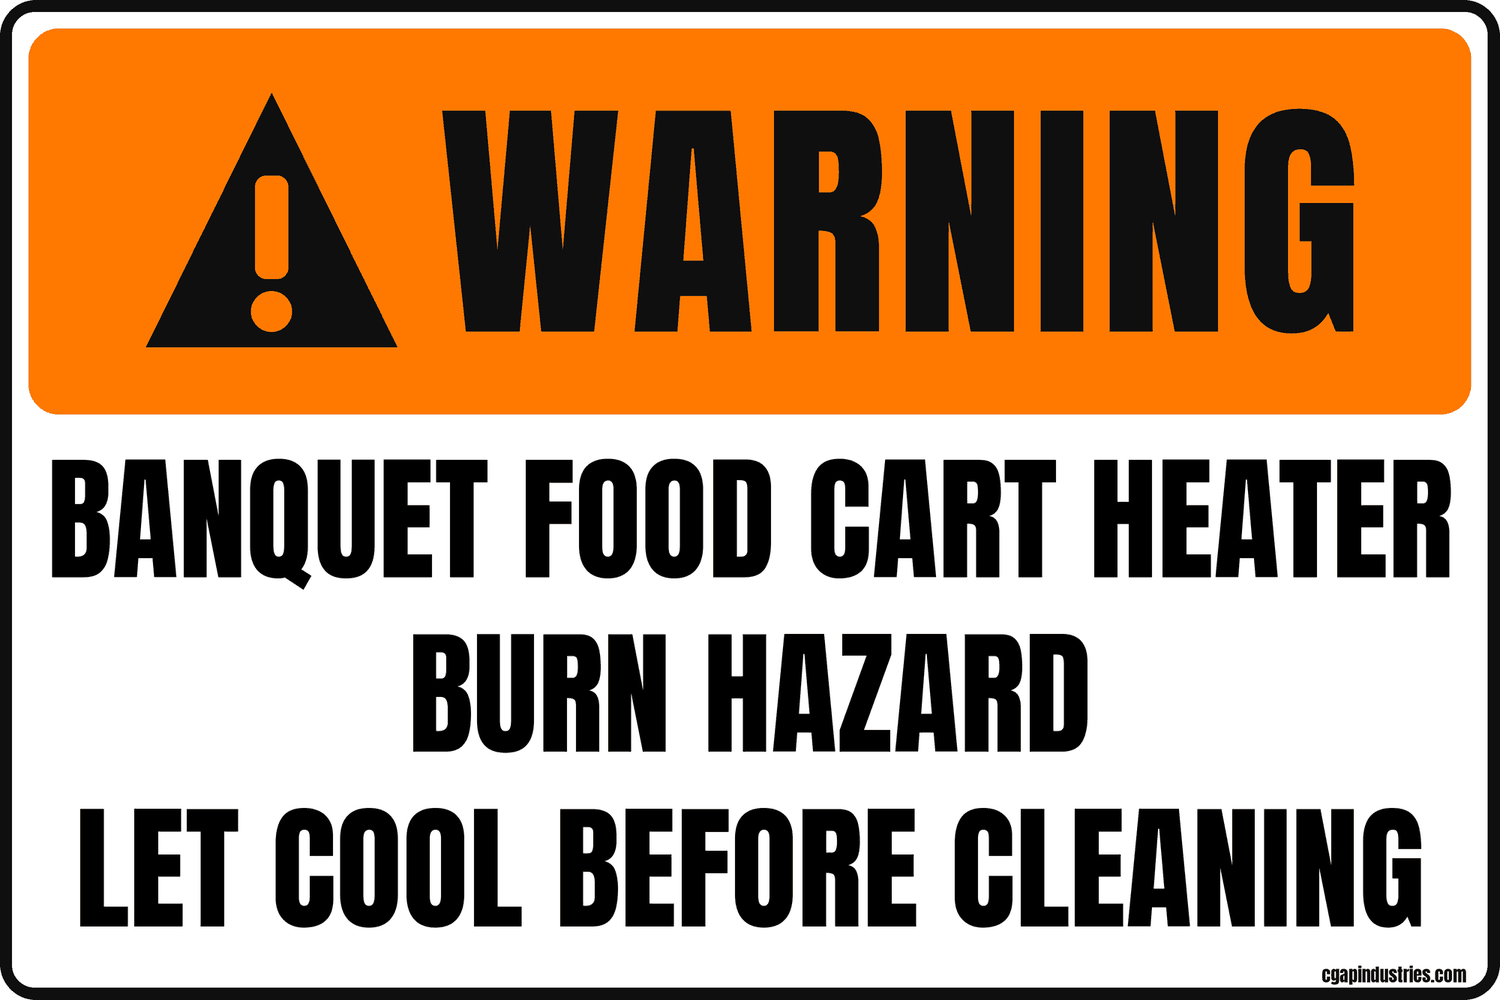 WARNING
BANQUET FOOD CART HEATER
BURN HAZARD
LET COOL BEFORE CLEANING
cgapindustries.com